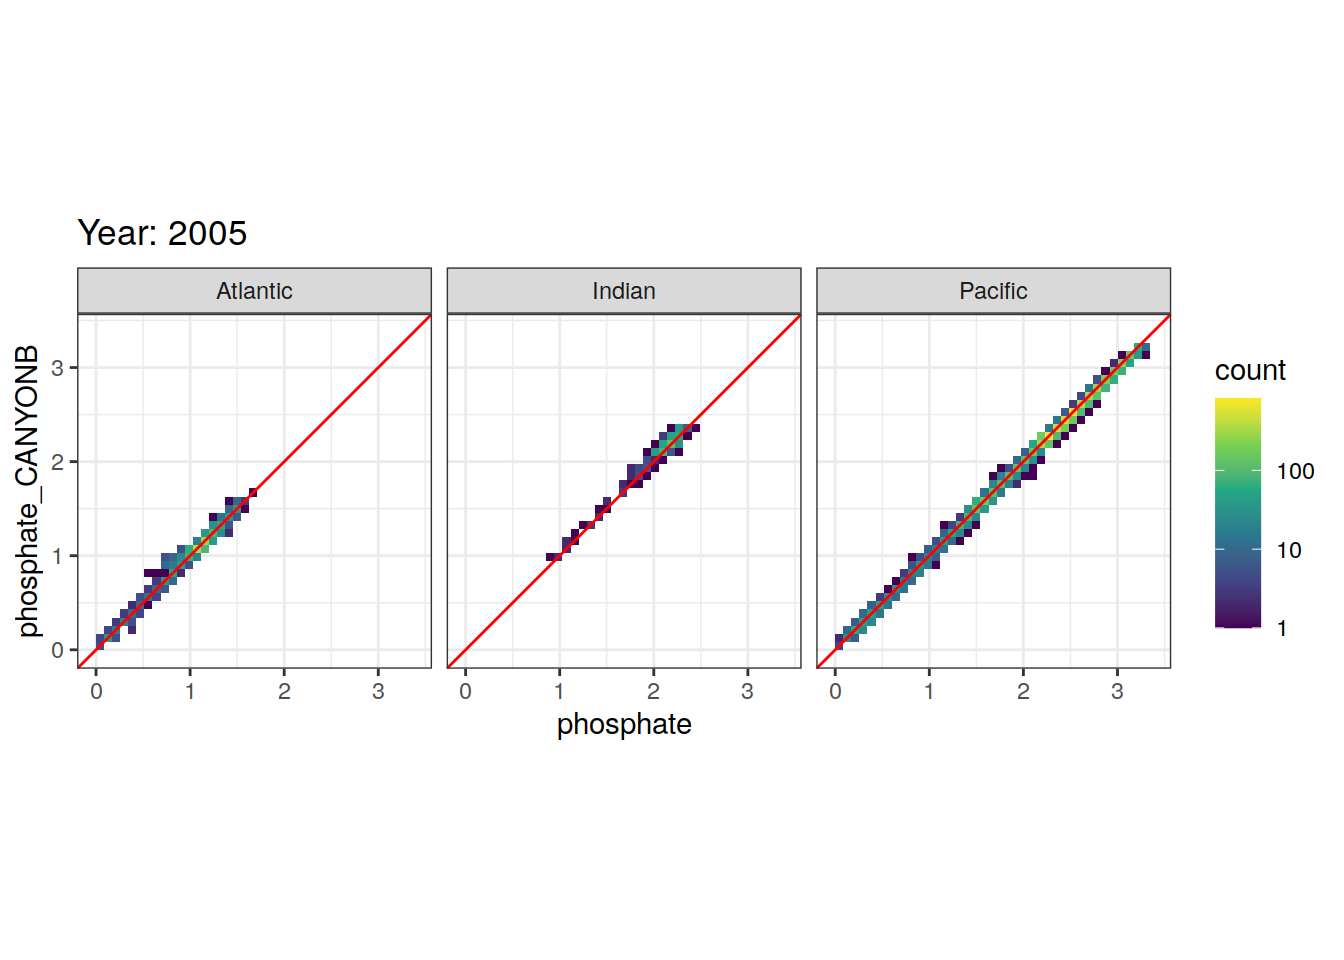 Year: 2005
Atlantic
Indian
Pacific
phosphate_CANYONB
3
2
1
0
0 1 2 3
0 1 2 3
0 1 2 3
phosphate
count
100
10
1